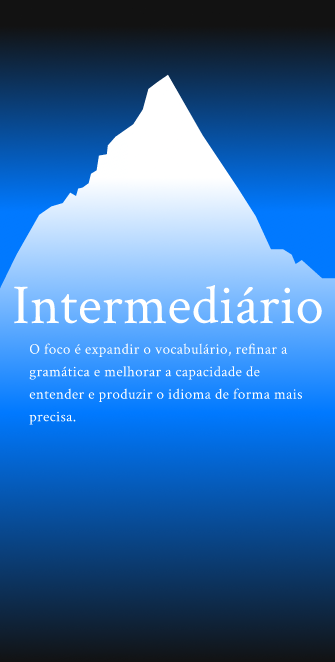 Intermediário
O foco é expandir o vocabulário, refinar a
gramática e melhorar a capacidade de
entender e produzir o idioma de forma mais
precisa.